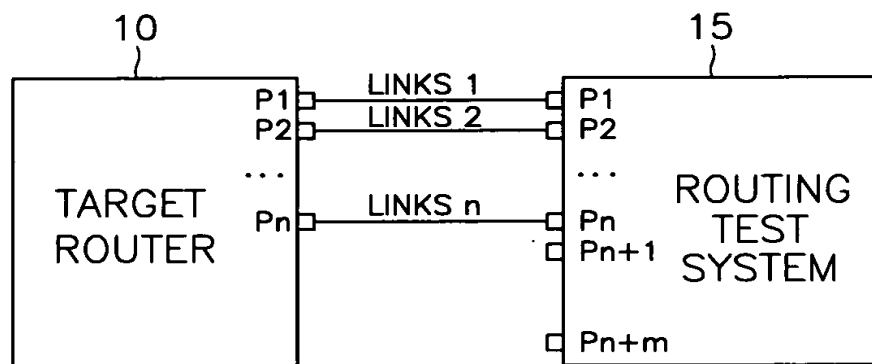 10
15
P1
LINKS 1
P1
P2
LINKS 2
P2
...
...
TARGET
ROUTER
Pn
LINKS n
Pn
Pn+1
ROUTING
TEST
SYSTEM
Pn+m